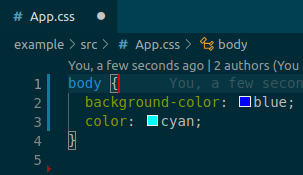 App.css
example > src > App.css > body
You, a few seconds ago | 2 authors (You
1 body { You, a few secon
2 background-color: blue;
3 color: cyan;
4 }
5